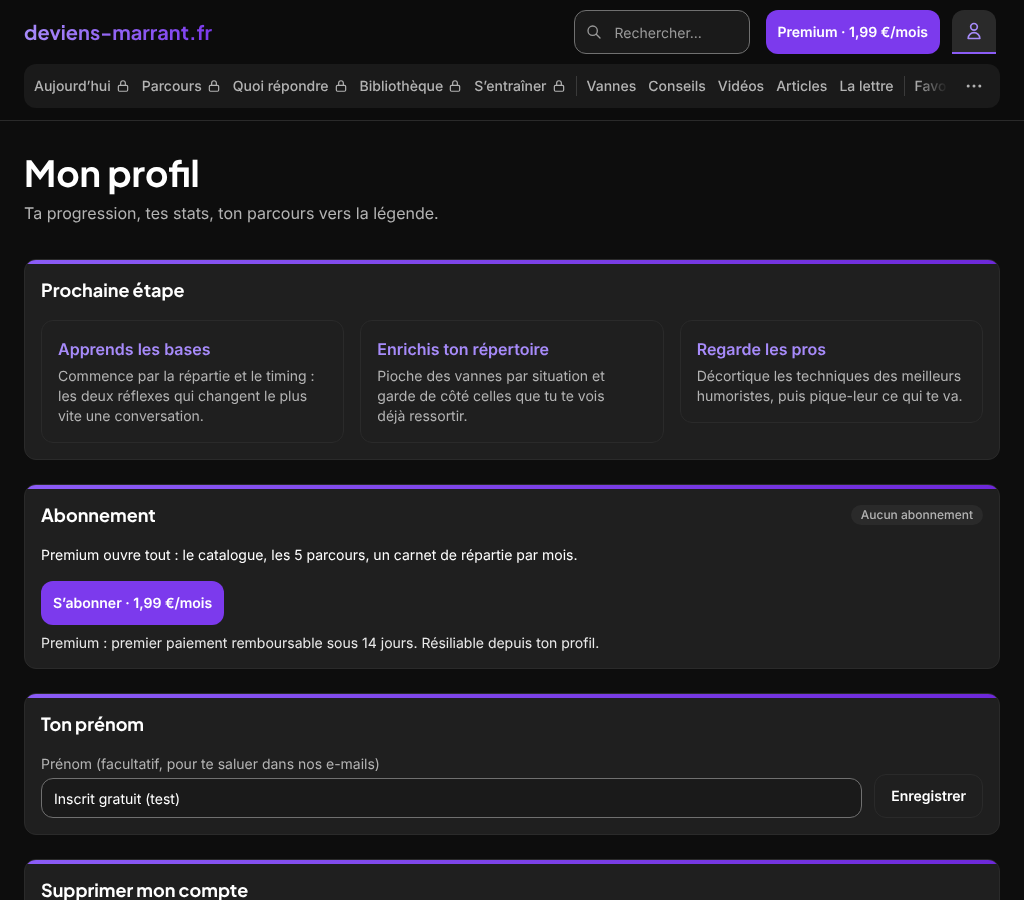 deviens-marrant.fr
Rechercher...
Premium · 1,99 €/mois
Aujourd’hui Parcours Quoi répondre Bibliothèque S’entraîner Vannes Conseils Vidéos Articles La lettre Favo ···
Mon profil
Ta progression, tes stats, ton parcours vers la légende.
Prochaine étape
Apprends les bases
Commence par la répartie et le timing :
les deux réflexes qui changent le plus
vite une conversation.
Enrichis ton répertoire
Pioche des vannes par situation et
garde de côté celles que tu te vois
déjà ressortir.
Regarde les pros
Décortique les techniques des meilleurs
humoristes, puis pique-leur ce qui te va.
Abonnement
Aucun abonnement
Premium ouvre tout : le catalogue, les 5 parcours, un carnet de répartie par mois.
S’abonner · 1,99 €/mois
Premium : premier paiement remboursable sous 14 jours. Résiliable depuis ton profil.
Ton prénom
Prénom (facultatif, pour te saluer dans nos e-mails)
Inscrit gratuit (test)
Enregistrer
Supprimer mon compte